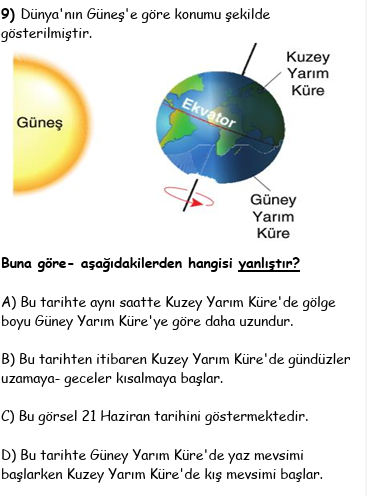 9) Dünya'nın Güneş'e göre konumu şekilde
gösterilmiştir.
Kuzey
Yarım
Küre
Güneş
Ekvator
Güney
Yarım
Küre
Buna göre- aşağıdakilerden hangisi yanlıştır?
A) Bu tarihte aynı saatte Kuzey Yarım Küre'de gölge
boyu Güney Yarım Küre'ye göre daha uzundur.
B) Bu tarihten itibaren Kuzey Yarım Küre'de gündüzler
uzamaya- geceler kısalmaya başlar.
C) Bu görsel 21 Haziran tarihini göstermektedir.
D) Bu tarihte Güney Yarım Küre'de yaz mevsimi
başlarken Kuzey Yarım Küre'de kış mevsimi başlar.